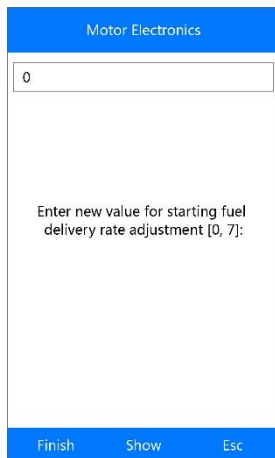 Motor Electronics
0
Enter new value for starting fuel
delivery rate adjustment [0, 7]:
Finish Show Esc